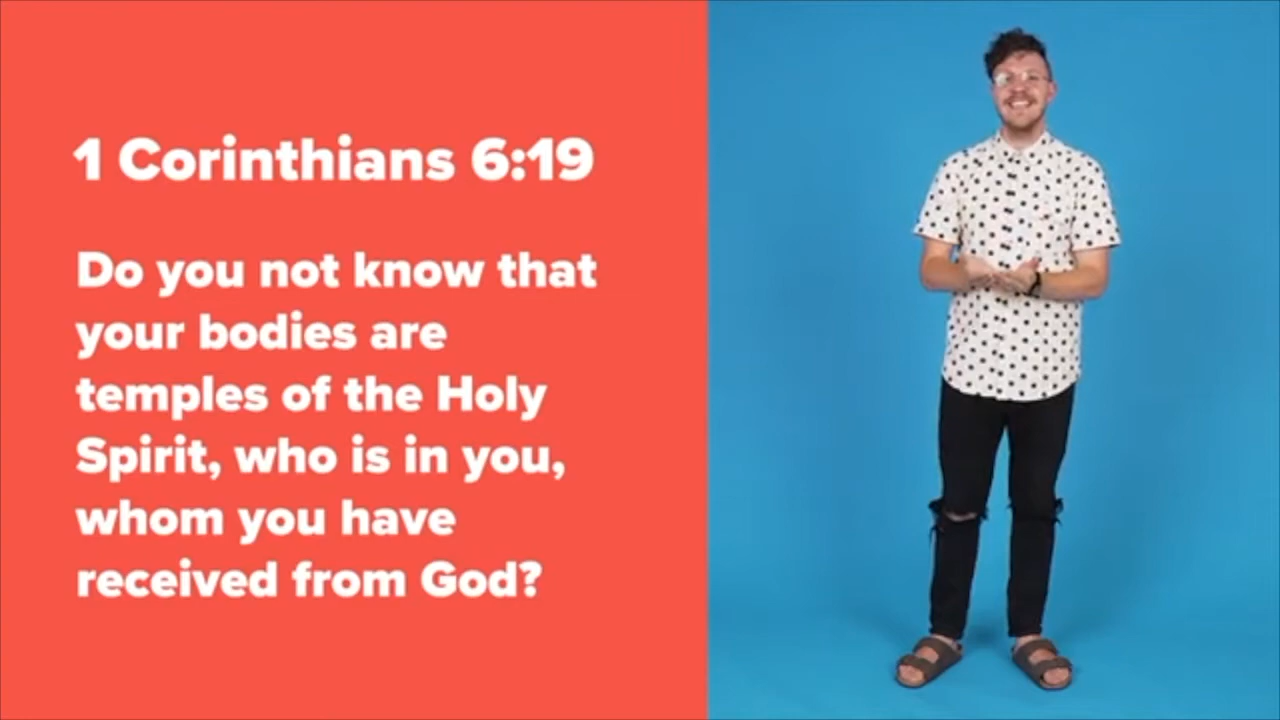 1 Corinthians 6:19
Do you not know that
your bodies are
temples of the Holy
Spirit, who is in you,
whom you have
received from God?